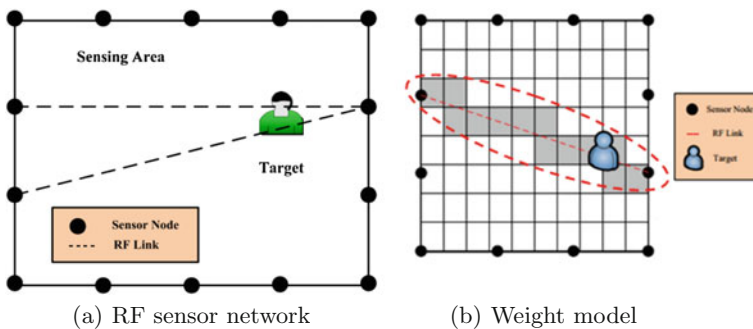 Sensing Area
Target
Sensor Node
RF Link
Sensor Node
RF Link
Target
(a) RF sensor network
(b) Weight model